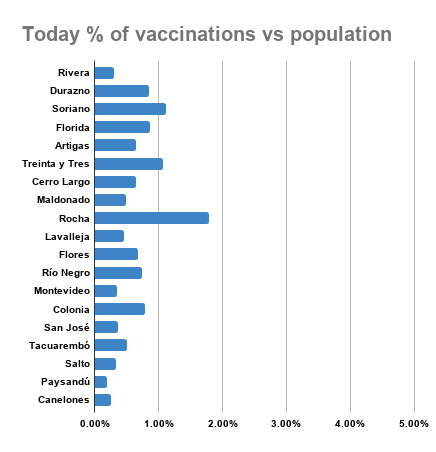 Today % of vaccinations vs population
Rivera
Durazno
Soriano
Florida
Artigas
Treinta y Tres
Cerro Largo
Maldonado
Rocha
Lavalleja
Flores
Río Negro
Montevideo
Colonia
San José
Tacuarembó
Salto
Paysandú
Canelones
0.00% 1.00% 2.00% 3.00% 4.00% 5.00%